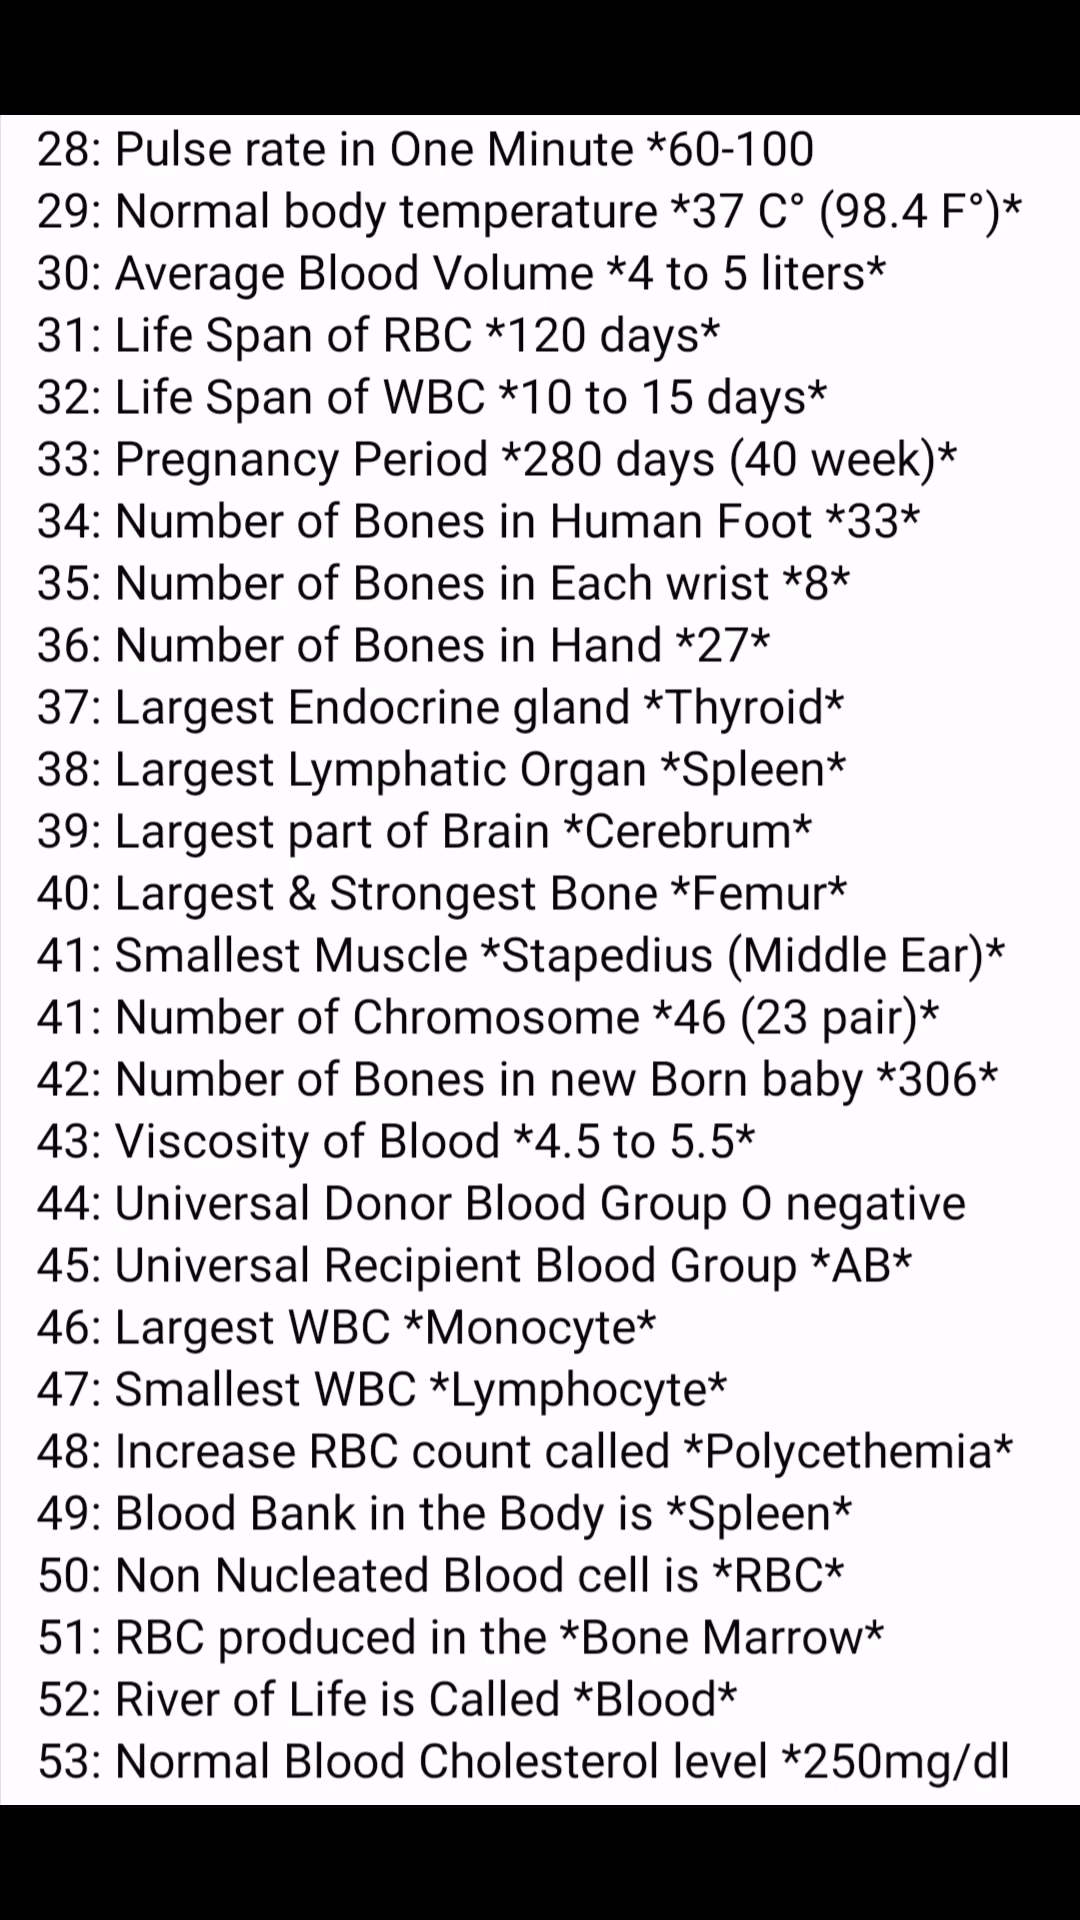 28: Pulse rate in One Minute *60-100
29: Normal body temperature *37 C° (98.4 F°)*
30: Average Blood Volume *4 to 5 liters*
31: Life Span of RBC *120 days*
32: Life Span of WBC *10 to 15 days*
33: Pregnancy Period *280 days (40 week)*
34: Number of Bones in Human Foot *33*
35: Number of Bones in Each wrist *8*
36: Number of Bones in Hand *27*
37: Largest Endocrine gland *Thyroid*
38: Largest Lymphatic Organ *Spleen*
39: Largest part of Brain *Cerebrum*
40: Largest & Strongest Bone *Femur*
41: Smallest Muscle *Stapedius (Middle Ear)*
41: Number of Chromosome *46 (23 pair)*
42: Number of Bones in new Born baby *306*
43: Viscosity of Blood *4.5 to 5.5*
44: Universal Donor Blood Group O negative
45: Universal Recipient Blood Group *AB*
46: Largest WBC *Monocyte*
47: Smallest WBC *Lymphocyte*
48: Increase RBC count called *Polycethemia*
49: Blood Bank in the Body is *Spleen*
50: Non Nucleated Blood cell is *RBC*
51: RBC produced in the *Bone Marrow*
52: River of Life is Called *Blood*
53: Normal Blood Cholesterol level *250mg/dl